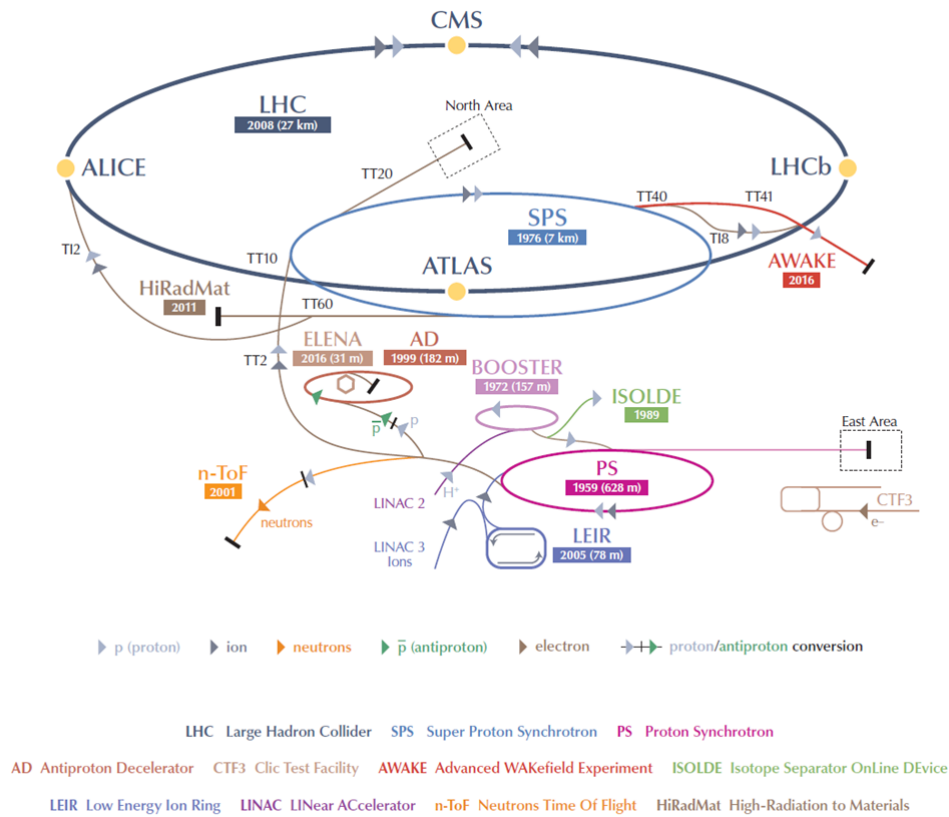 CMS
LHC
2008 (27 km)
North Area
ALICE
LHCb
TT20
TT40
TT41
SPS
1976 (7 km)
TI8
TI2
TT10
ATLAS
AWAKE
2016
HiRadMat
2011
TT60
ELENA
2016 (31 m)
AD
1999 (182 m)
TT2
BOOSTER
1972 (157 m)
ISOLDE
1989
p
p̅
East Area
n-ToF
2001
PS
1959 (628 m)
LINAC 2
H⁺
neutrons
CTF3
e–
LEIR
2005 (78 m)
LINAC 3
Ions
p (proton) ion neutrons p̅ (antiproton) electron proton/antiproton conversion
LHC Large Hadron Collider SPS Super Proton Synchrotron PS Proton Synchrotron
AD Antiproton Decelerator CTF3 Clic Test Facility AWAKE Advanced WAKefield Experiment ISOLDE Isotope Separator OnLine DEvice
LEIR Low Energy Ion Ring LINAC LINear ACcelerator n-ToF Neutrons Time Of Flight HiRadMat High-Radiation to Materials